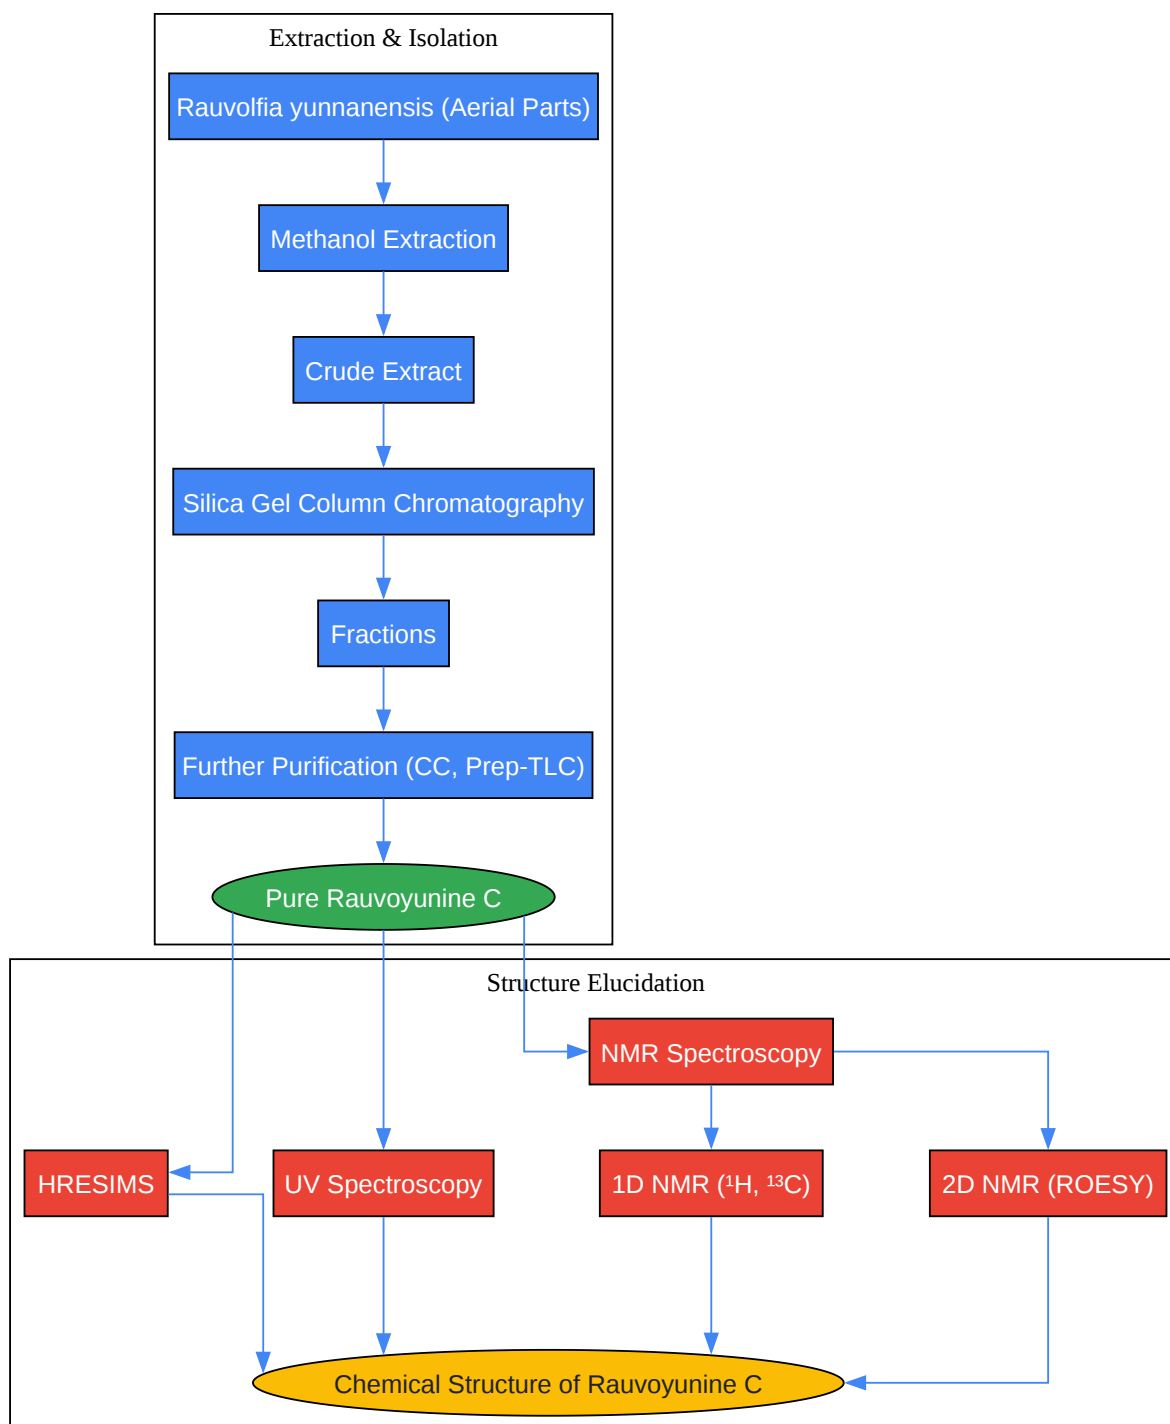 Extraction & Isolation
Rauvolfia yunnanensis (Aerial Parts)
Methanol Extraction
Crude Extract
Silica Gel Column Chromatography
Fractions
Further Purification (CC, Prep-TLC)
Pure Rauvoyunine C
Structure Elucidation
NMR Spectroscopy
HRESIMS
UV Spectroscopy
1D NMR (¹H, ¹³C)
2D NMR (ROESY)
Chemical Structure of Rauvoyunine C